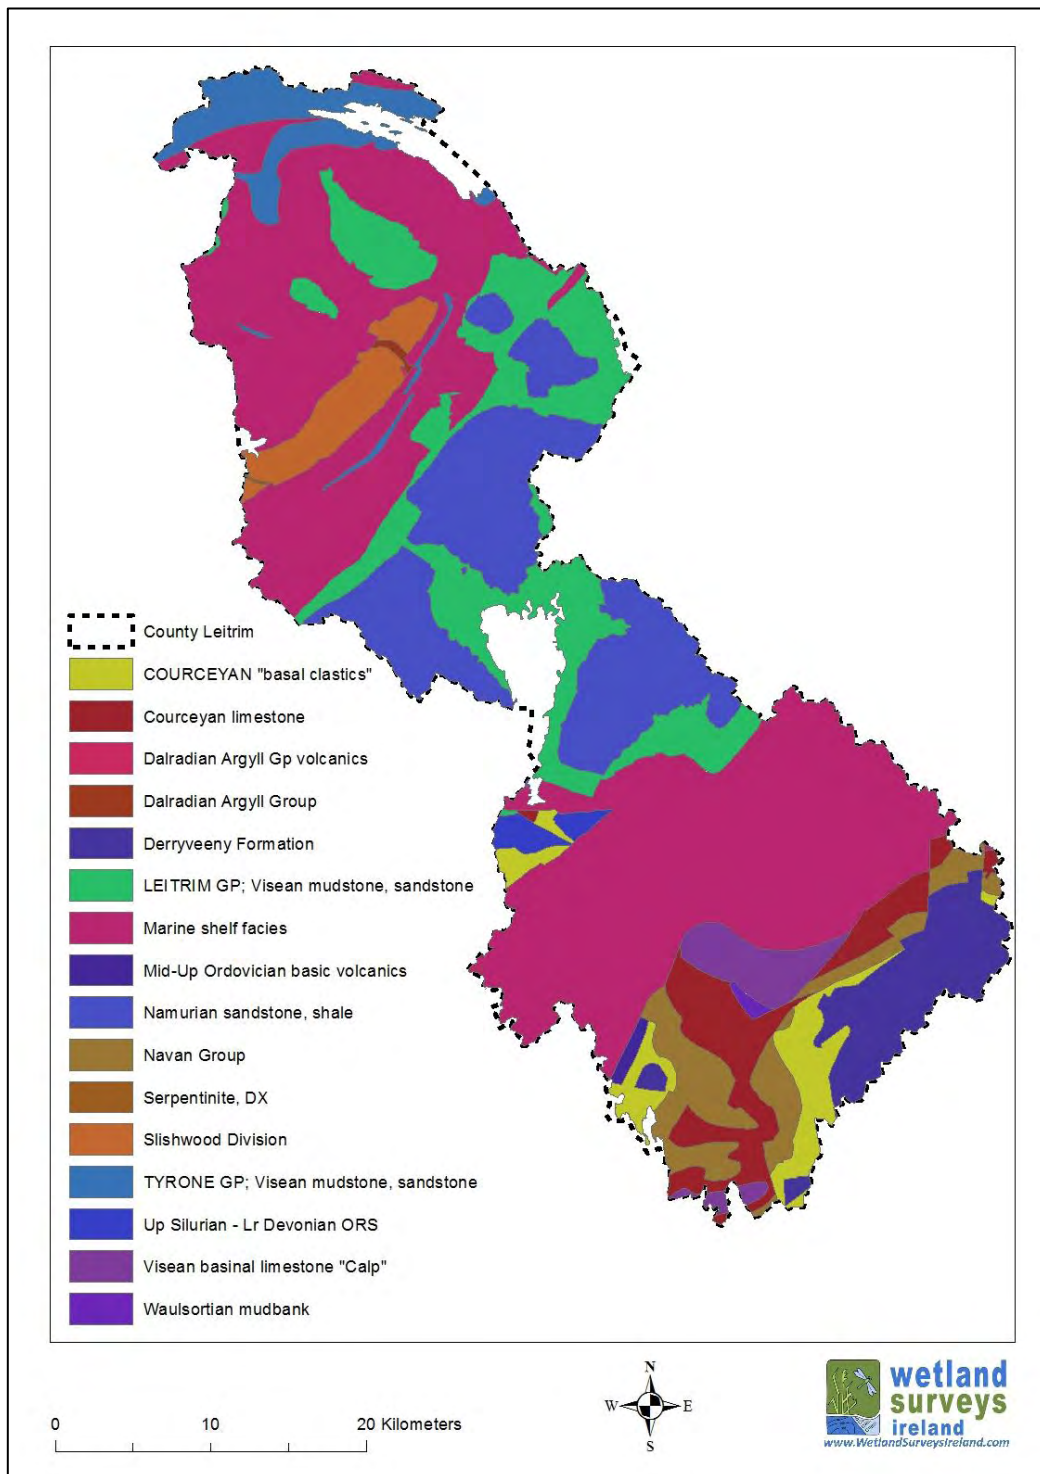 County Leitrim
COURCEYAN "basal clastics"
Courceyan limestone
Dalradian Argyll Gp volcanics
Dalradian Argyll Group
Derryveeny Formation
LEITRIM GP; Visean mudstone, sandstone
Marine shelf facies
Mid-Up Ordovician basic volcanics
Namurian sandstone, shale
Navan Group
Serpentinite, DX
Slishwood Division
TYRONE GP; Visean mudstone, sandstone
Up Silurian - Lr Devonian ORS
Visean basinal limestone "Calp"
Waulsortian mudbank
0 10 20 Kilometers
N
W E
S
wetland
surveys
ireland
www.WetlandSurveysIreland.com